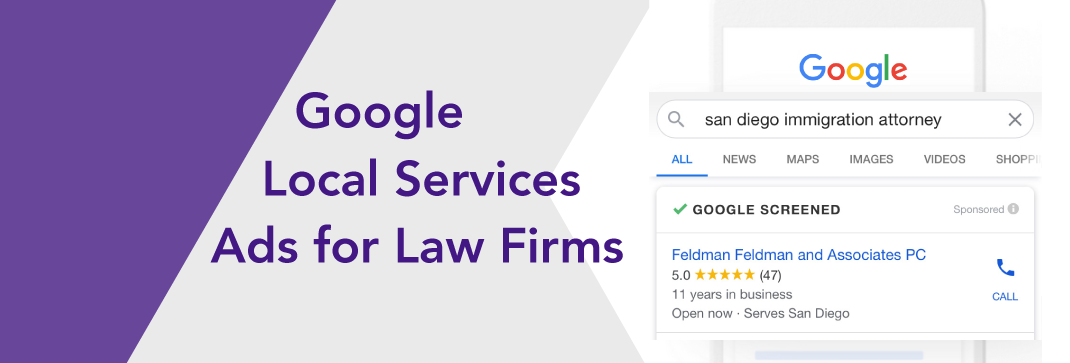 Google
Local Services
Ads for Law Firms
Google
san diego immigration attorney
ALL NEWS MAPS IMAGES VIDEOS SHOPPI
GOOGLE SCREENED Sponsored
Feldman Feldman and Associates PC
5.0 ★★★★★ (47)
11 years in business
CALL
Open now · Serves San Diego